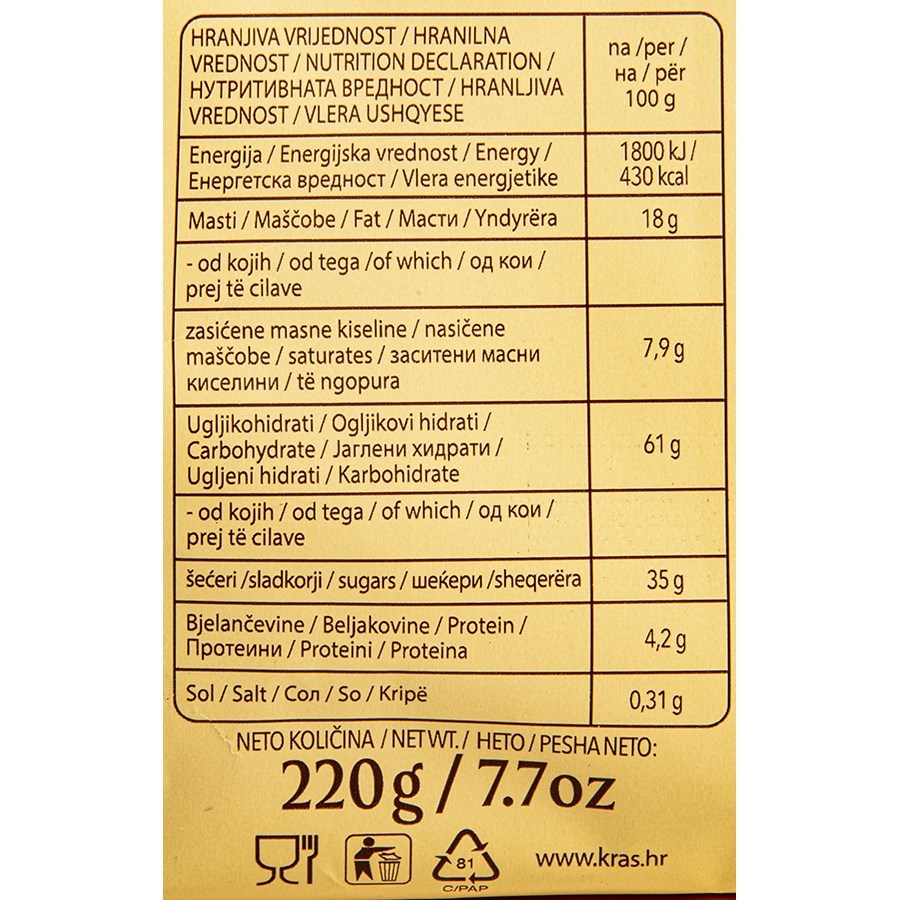 HRANJIVA VRIJEDNOST / HRANILNA
VREDNOST / NUTRITION DECLARATION /
НУТРИТИВНАТА ВРЕДНОСТ / HRANLJIVA
VREDNOST / VLERA USHQYESE
na /per /
на / për
100 g
Energija / Energijska vrednost / Energy /
Енергетска вредност / Vlera energjetike
1800 kJ /
430 kcal
Masti / Maščobe / Fat / Масти / Yndyrëra
18 g
- od kojih / od tega /of which / од кои /
prej të cilave
zasićene masne kiseline / nasičene
maščobe / saturates / заситени масни
киселини / të ngopura
7,9 g
Ugljikohidrati / Ogljikovi hidrati /
Carbohydrate / Јаглени хидрати /
Ugljeni hidrati / Karbohidrate
61 g
- od kojih / od tega / of which / од кои /
prej të cilave
šećeri /sladkorji / sugars / шеќери /sheqerëra
35 g
Bjelančevine / Beljakovine / Protein /
Протеини / Proteini / Proteina
4,2 g
Sol / Salt / Сол / So / Kripë
0,31 g
NETO KOLIČINA / NET WT. / НЕТО / PESHA NETO:
220g / 7.7oz
81
C/PAP
www.kras.hr